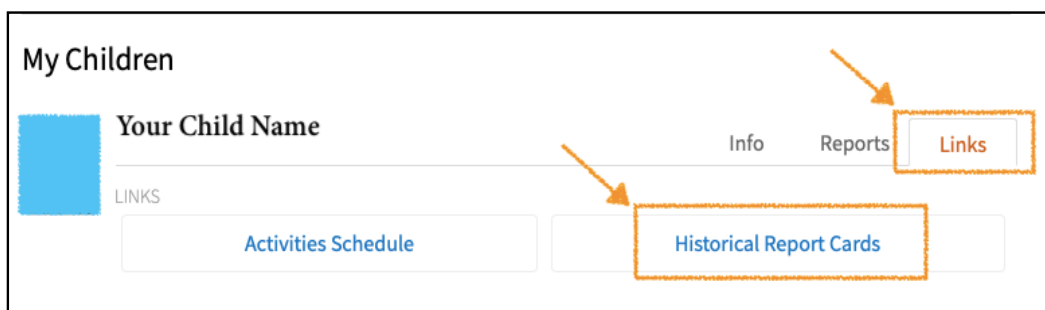 My Children
Your Child Name
Info Reports Links
LINKS
Activities Schedule Historical Report Cards